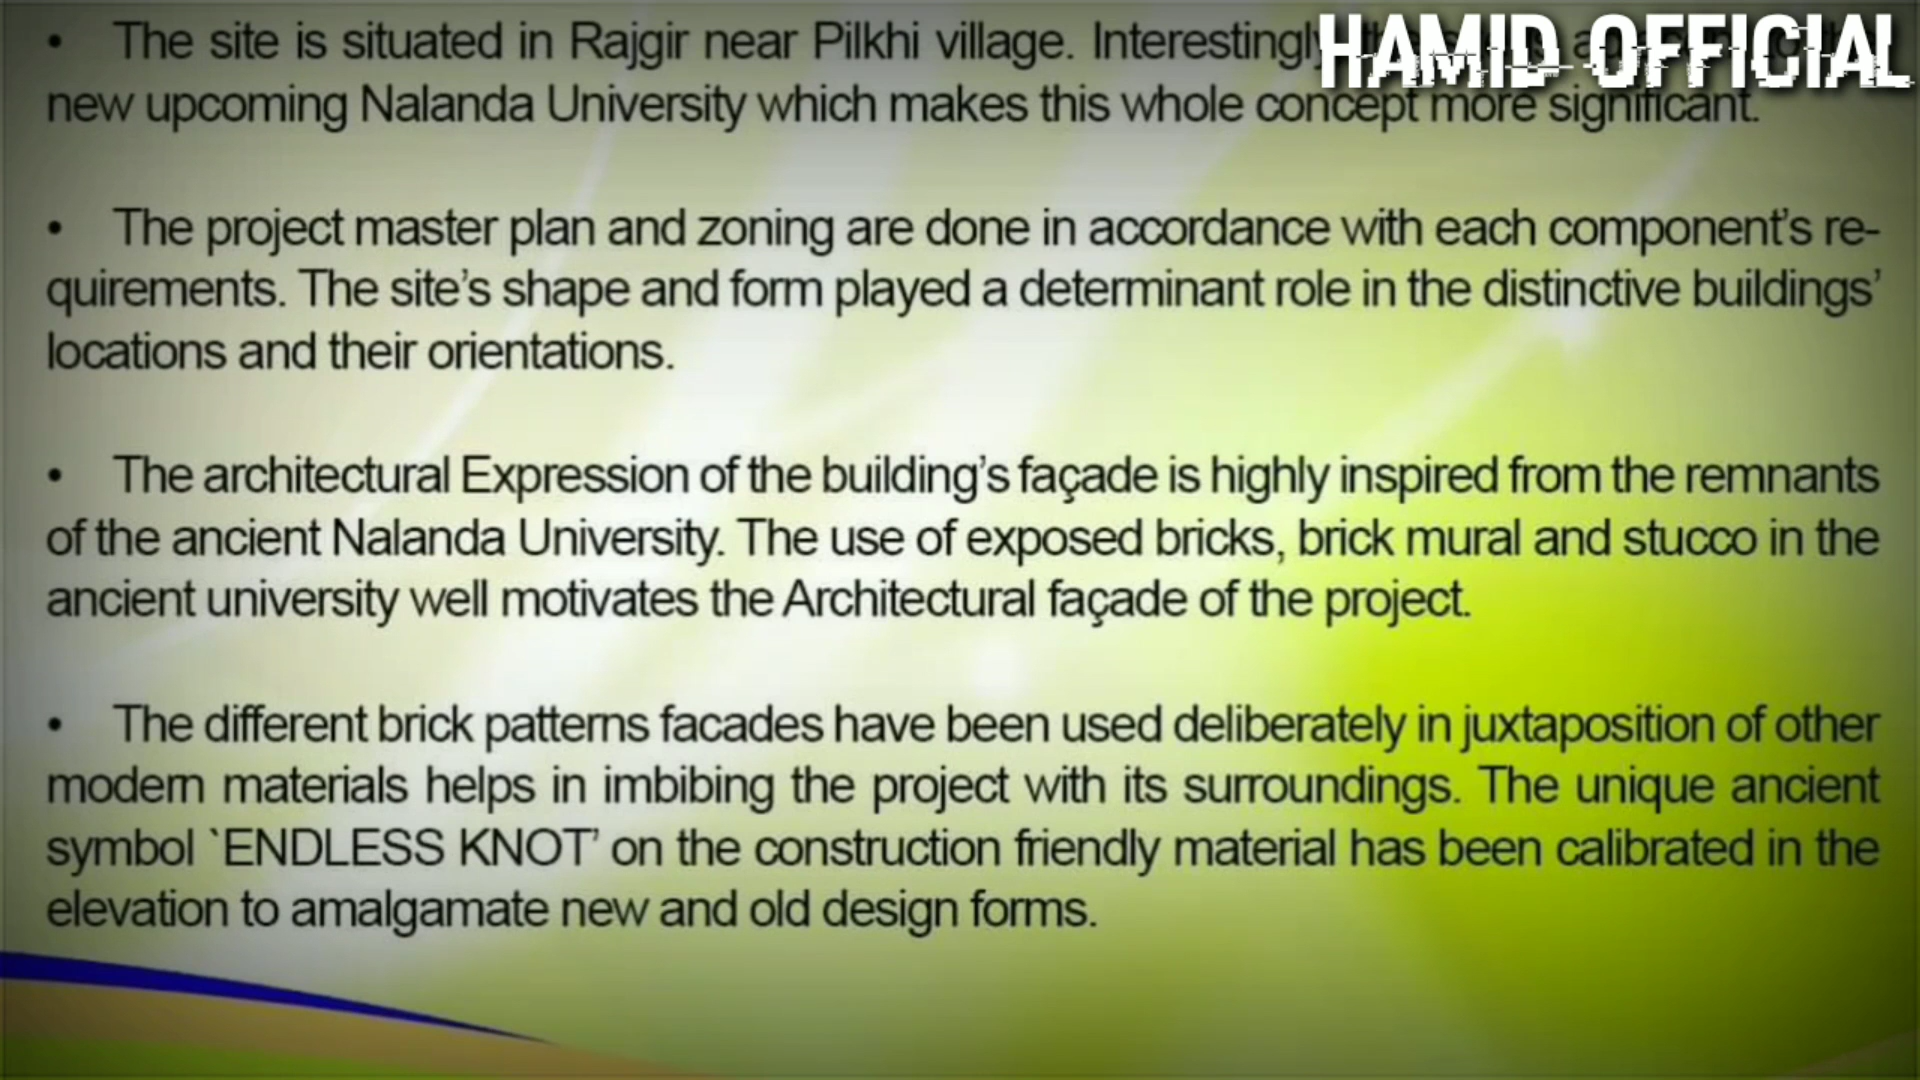 HAMID OFFICIAL
• The site is situated in Rajgir near Pilkhi village. Interestingly
new upcoming Nalanda University which makes this whole concept more significant.
• The project master plan and zoning are done in accordance with each component's re-
quirements. The site's shape and form played a determinant role in the distinctive buildings'
locations and their orientations.
• The architectural Expression of the building's façade is highly inspired from the remnants
of the ancient Nalanda University. The use of exposed bricks, brick mural and stucco in the
ancient university well motivates the Architectural façade of the project.
• The different brick patterns facades have been used deliberately in juxtaposition of other
modern materials helps in imbibing the project with its surroundings. The unique ancient
symbol `ENDLESS KNOT' on the construction friendly material has been calibrated in the
elevation to amalgamate new and old design forms.